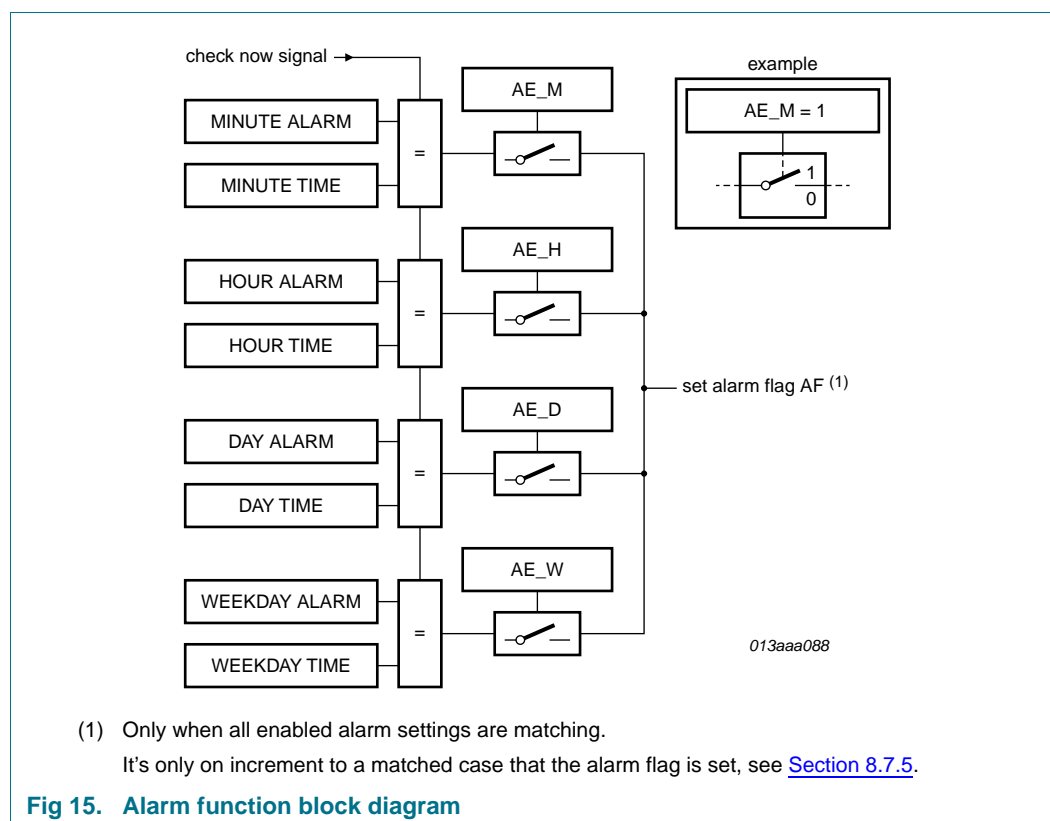 check now signal
example
AE_M
AE_M = 1
MINUTE ALARM
=
MINUTE TIME
1
0
AE_H
HOUR ALARM
=
HOUR TIME
set alarm flag AF (1)
AE_D
DAY ALARM
=
DAY TIME
AE_W
WEEKDAY ALARM
=
WEEKDAY TIME
013aaa088
(1) Only when all enabled alarm settings are matching.
It's only on increment to a matched case that the alarm flag is set, see Section 8.7.5.
Fig 15. Alarm function block diagram